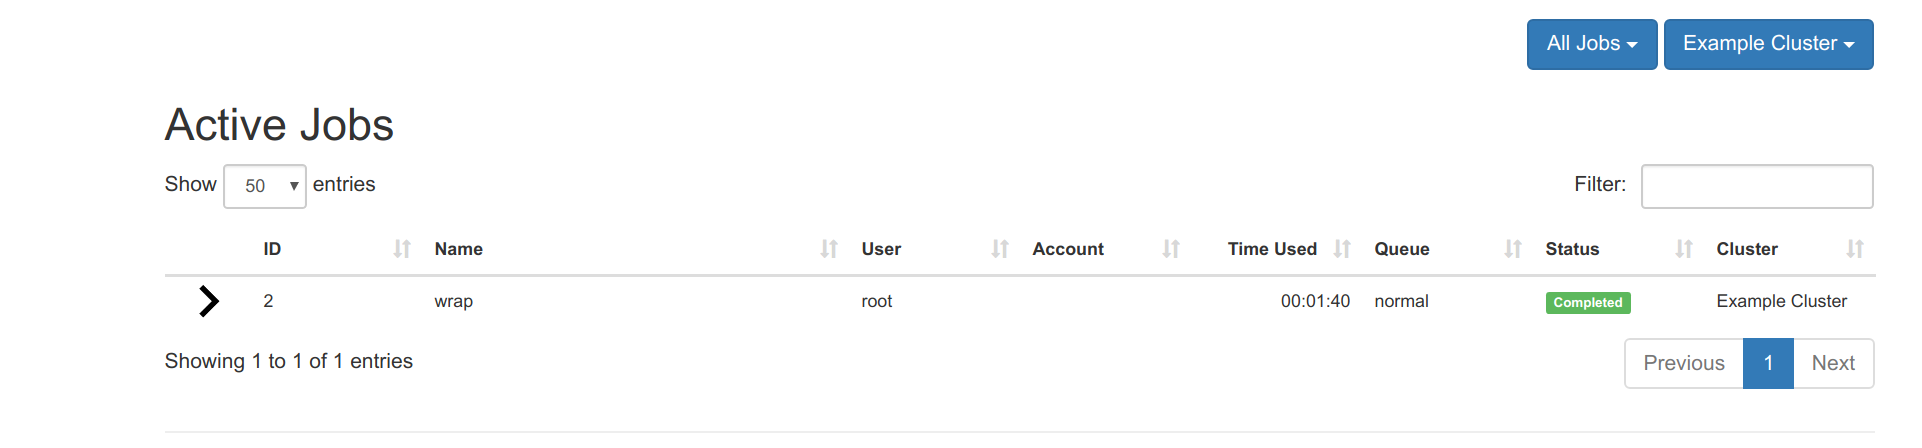 All Jobs Example Cluster
Active Jobs
Show 50 entries Filter:
ID Name User Account Time Used Queue Status Cluster
2 wrap root 00:01:40 normal Completed Example Cluster
Showing 1 to 1 of 1 entries Previous 1 Next